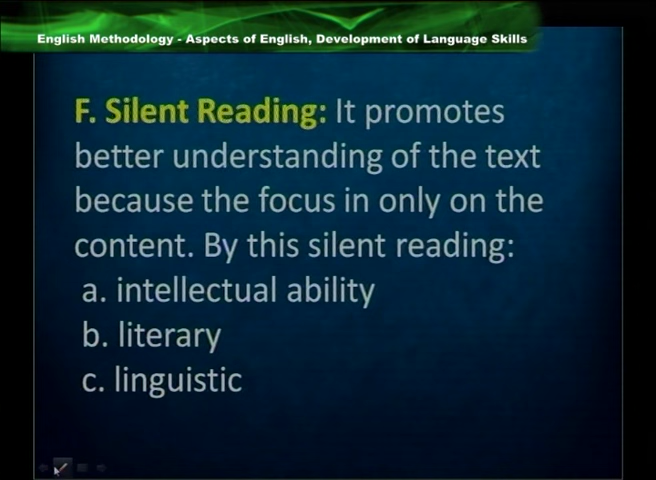 English Methodology - Aspects of English, Development of Language Skills
F. Silent Reading: It promotes
better understanding of the text
because the focus in only on the
content. By this silent reading:
a. intellectual ability
b. literary
c. linguistic